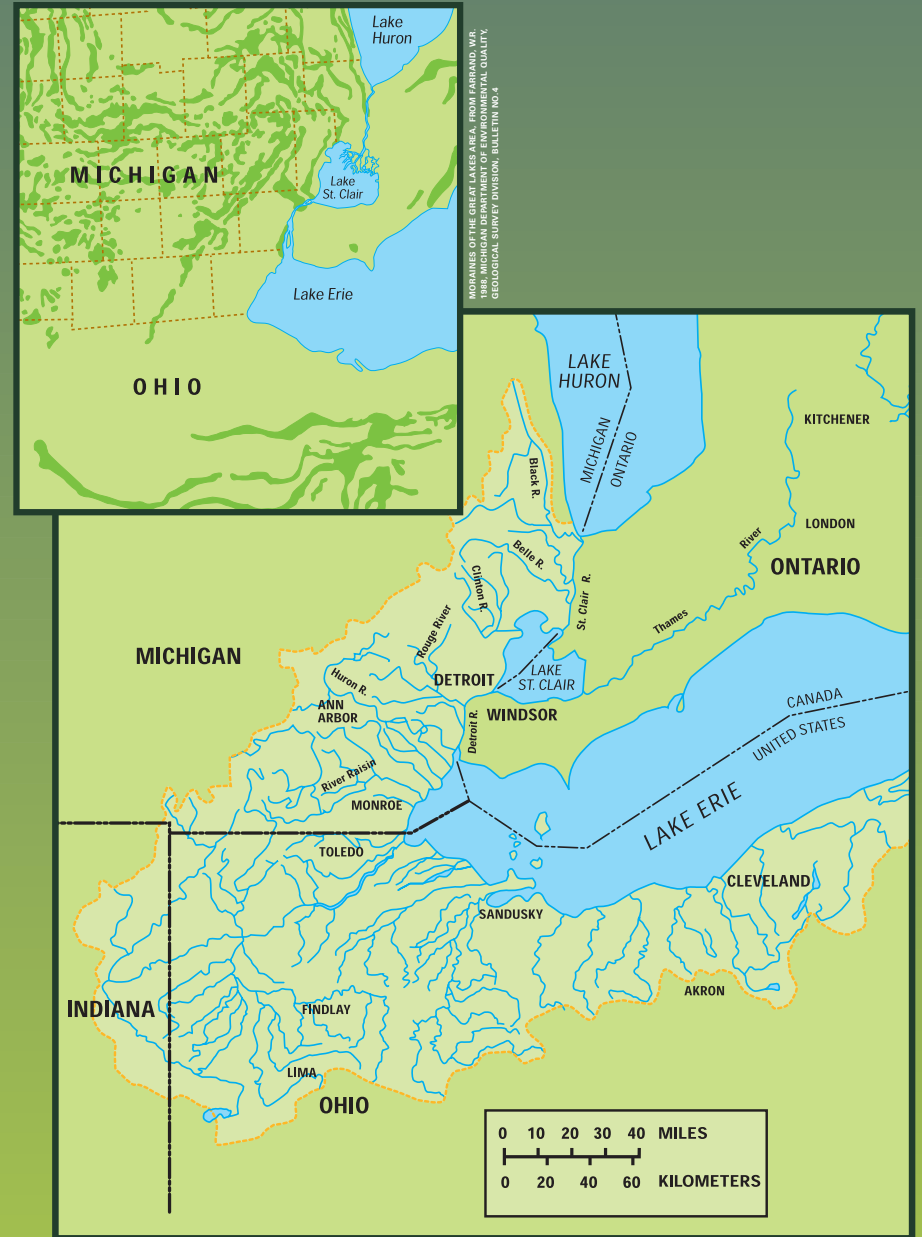 Lake
Huron
MICHIGAN
Lake
St. Clair
Lake Erie
OHIO
MORAINES OF THE GREAT LAKES AREA, FROM FARRAND, W.R.
1988, MICHIGAN DEPARTMENT OF ENVIRONMENTAL QUALITY,
GEOLOGICAL SURVEY DIVISION, BULLETIN NO.4
LAKE
HURON
MICHIGAN
ONTARIO
KITCHENER
LONDON
ONTARIO
River
Thames
Black R.
Belle R.
Clinton R.
St. Clair R.
Rouge River
MICHIGAN
DETROIT
LAKE
ST. CLAIR
Huron R.
ANN
ARBOR
WINDSOR
Detroit R.
CANADA
UNITED STATES
River Raisin
MONROE
LAKE ERIE
TOLEDO
CLEVELAND
SANDUSKY
AKRON
INDIANA
FINDLAY
LIMA
OHIO
0 10 20 30 40 MILES
0 20 40 60 KILOMETERS